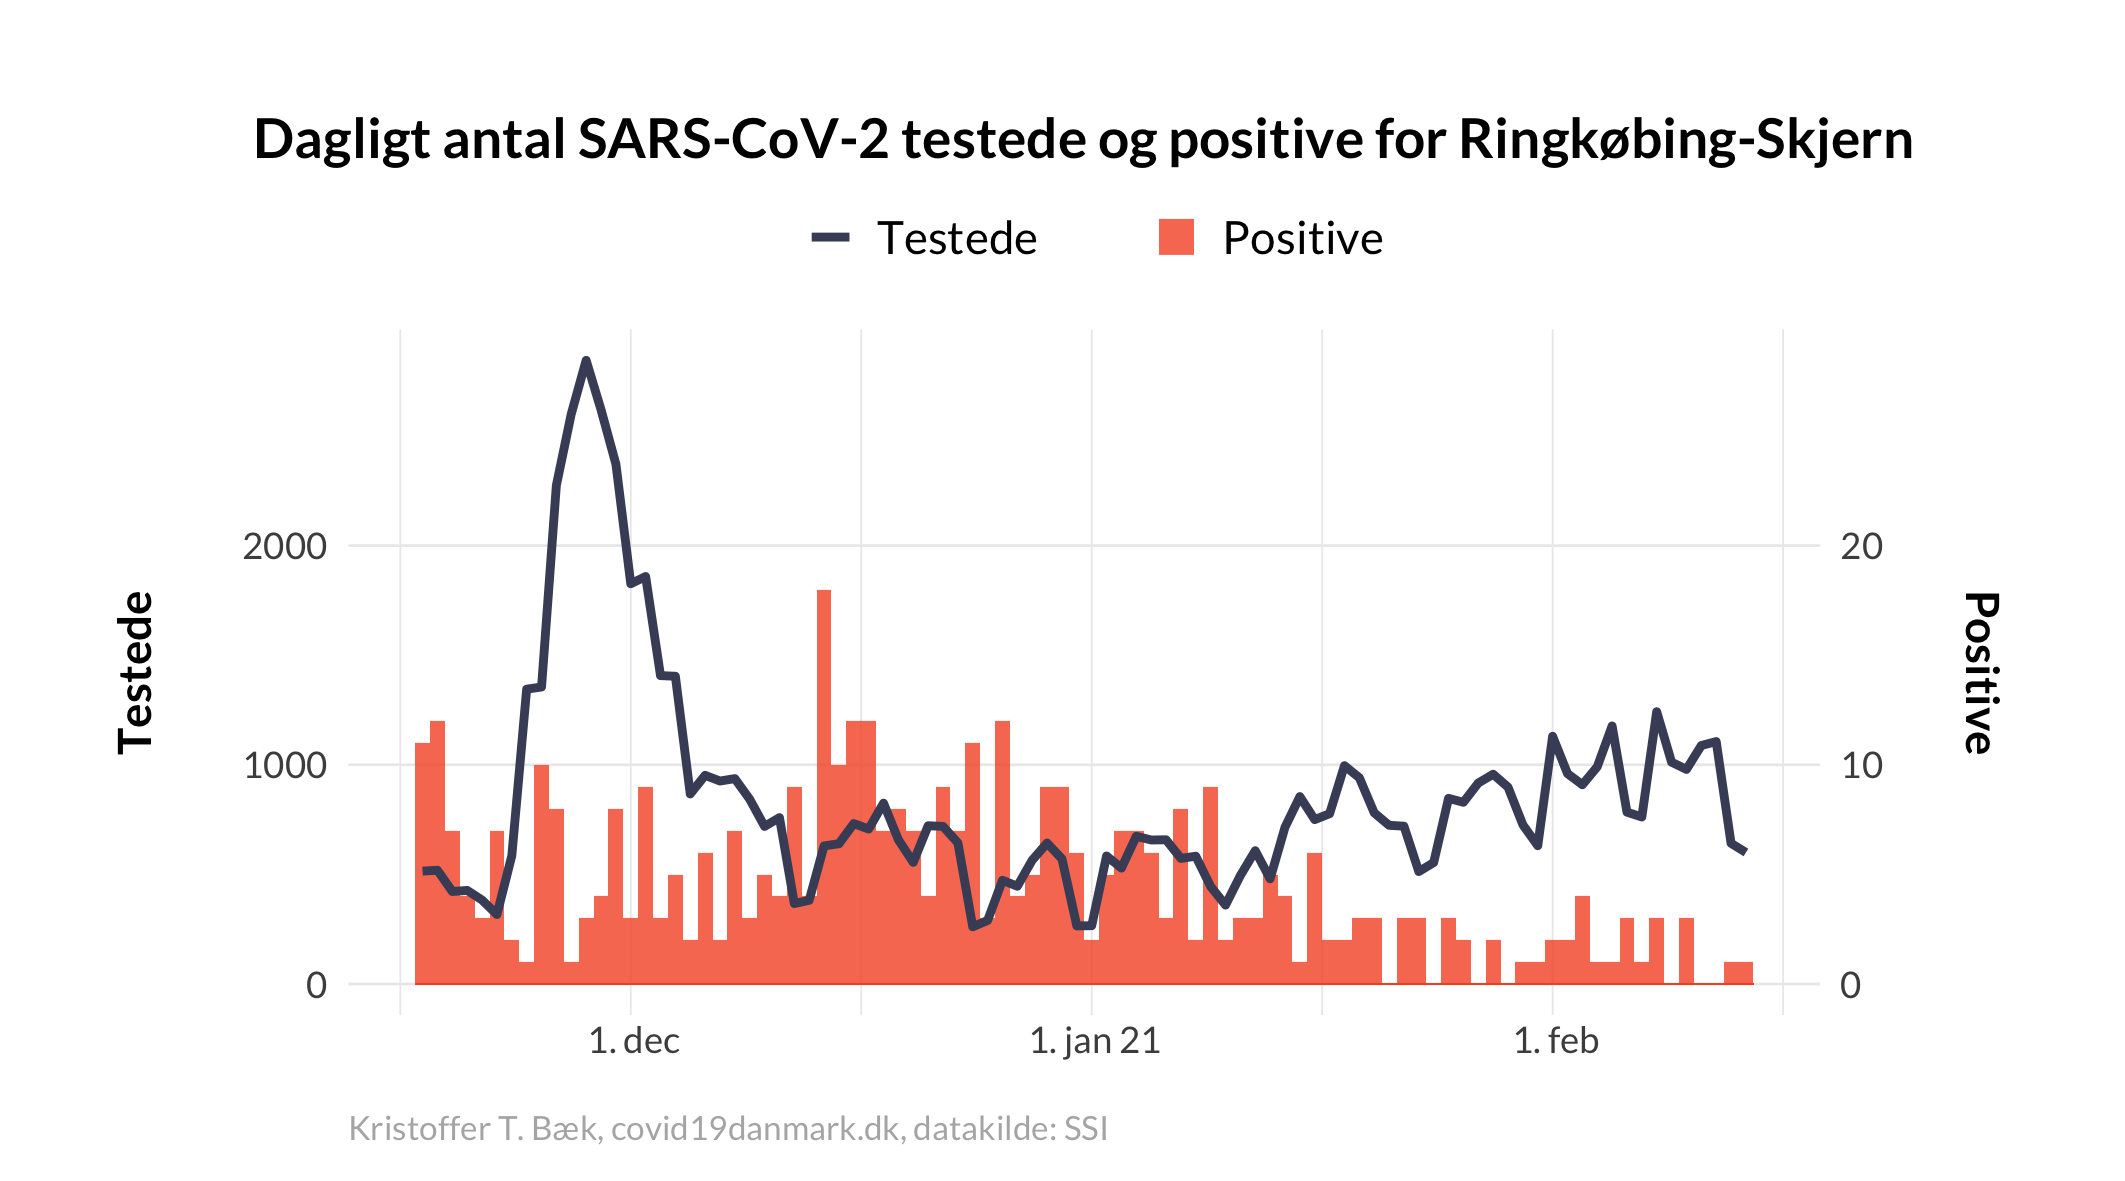 Dagligt antal SARS-CoV-2 testede og positive for Ringkøbing-Skjern
Testede
Positive
2000
1000
0
Testede
20
10
0
Positive
1. dec
1. jan 21
1. feb
Kristoffer T. Bæk, covid19danmark.dk, datakilde: SSI